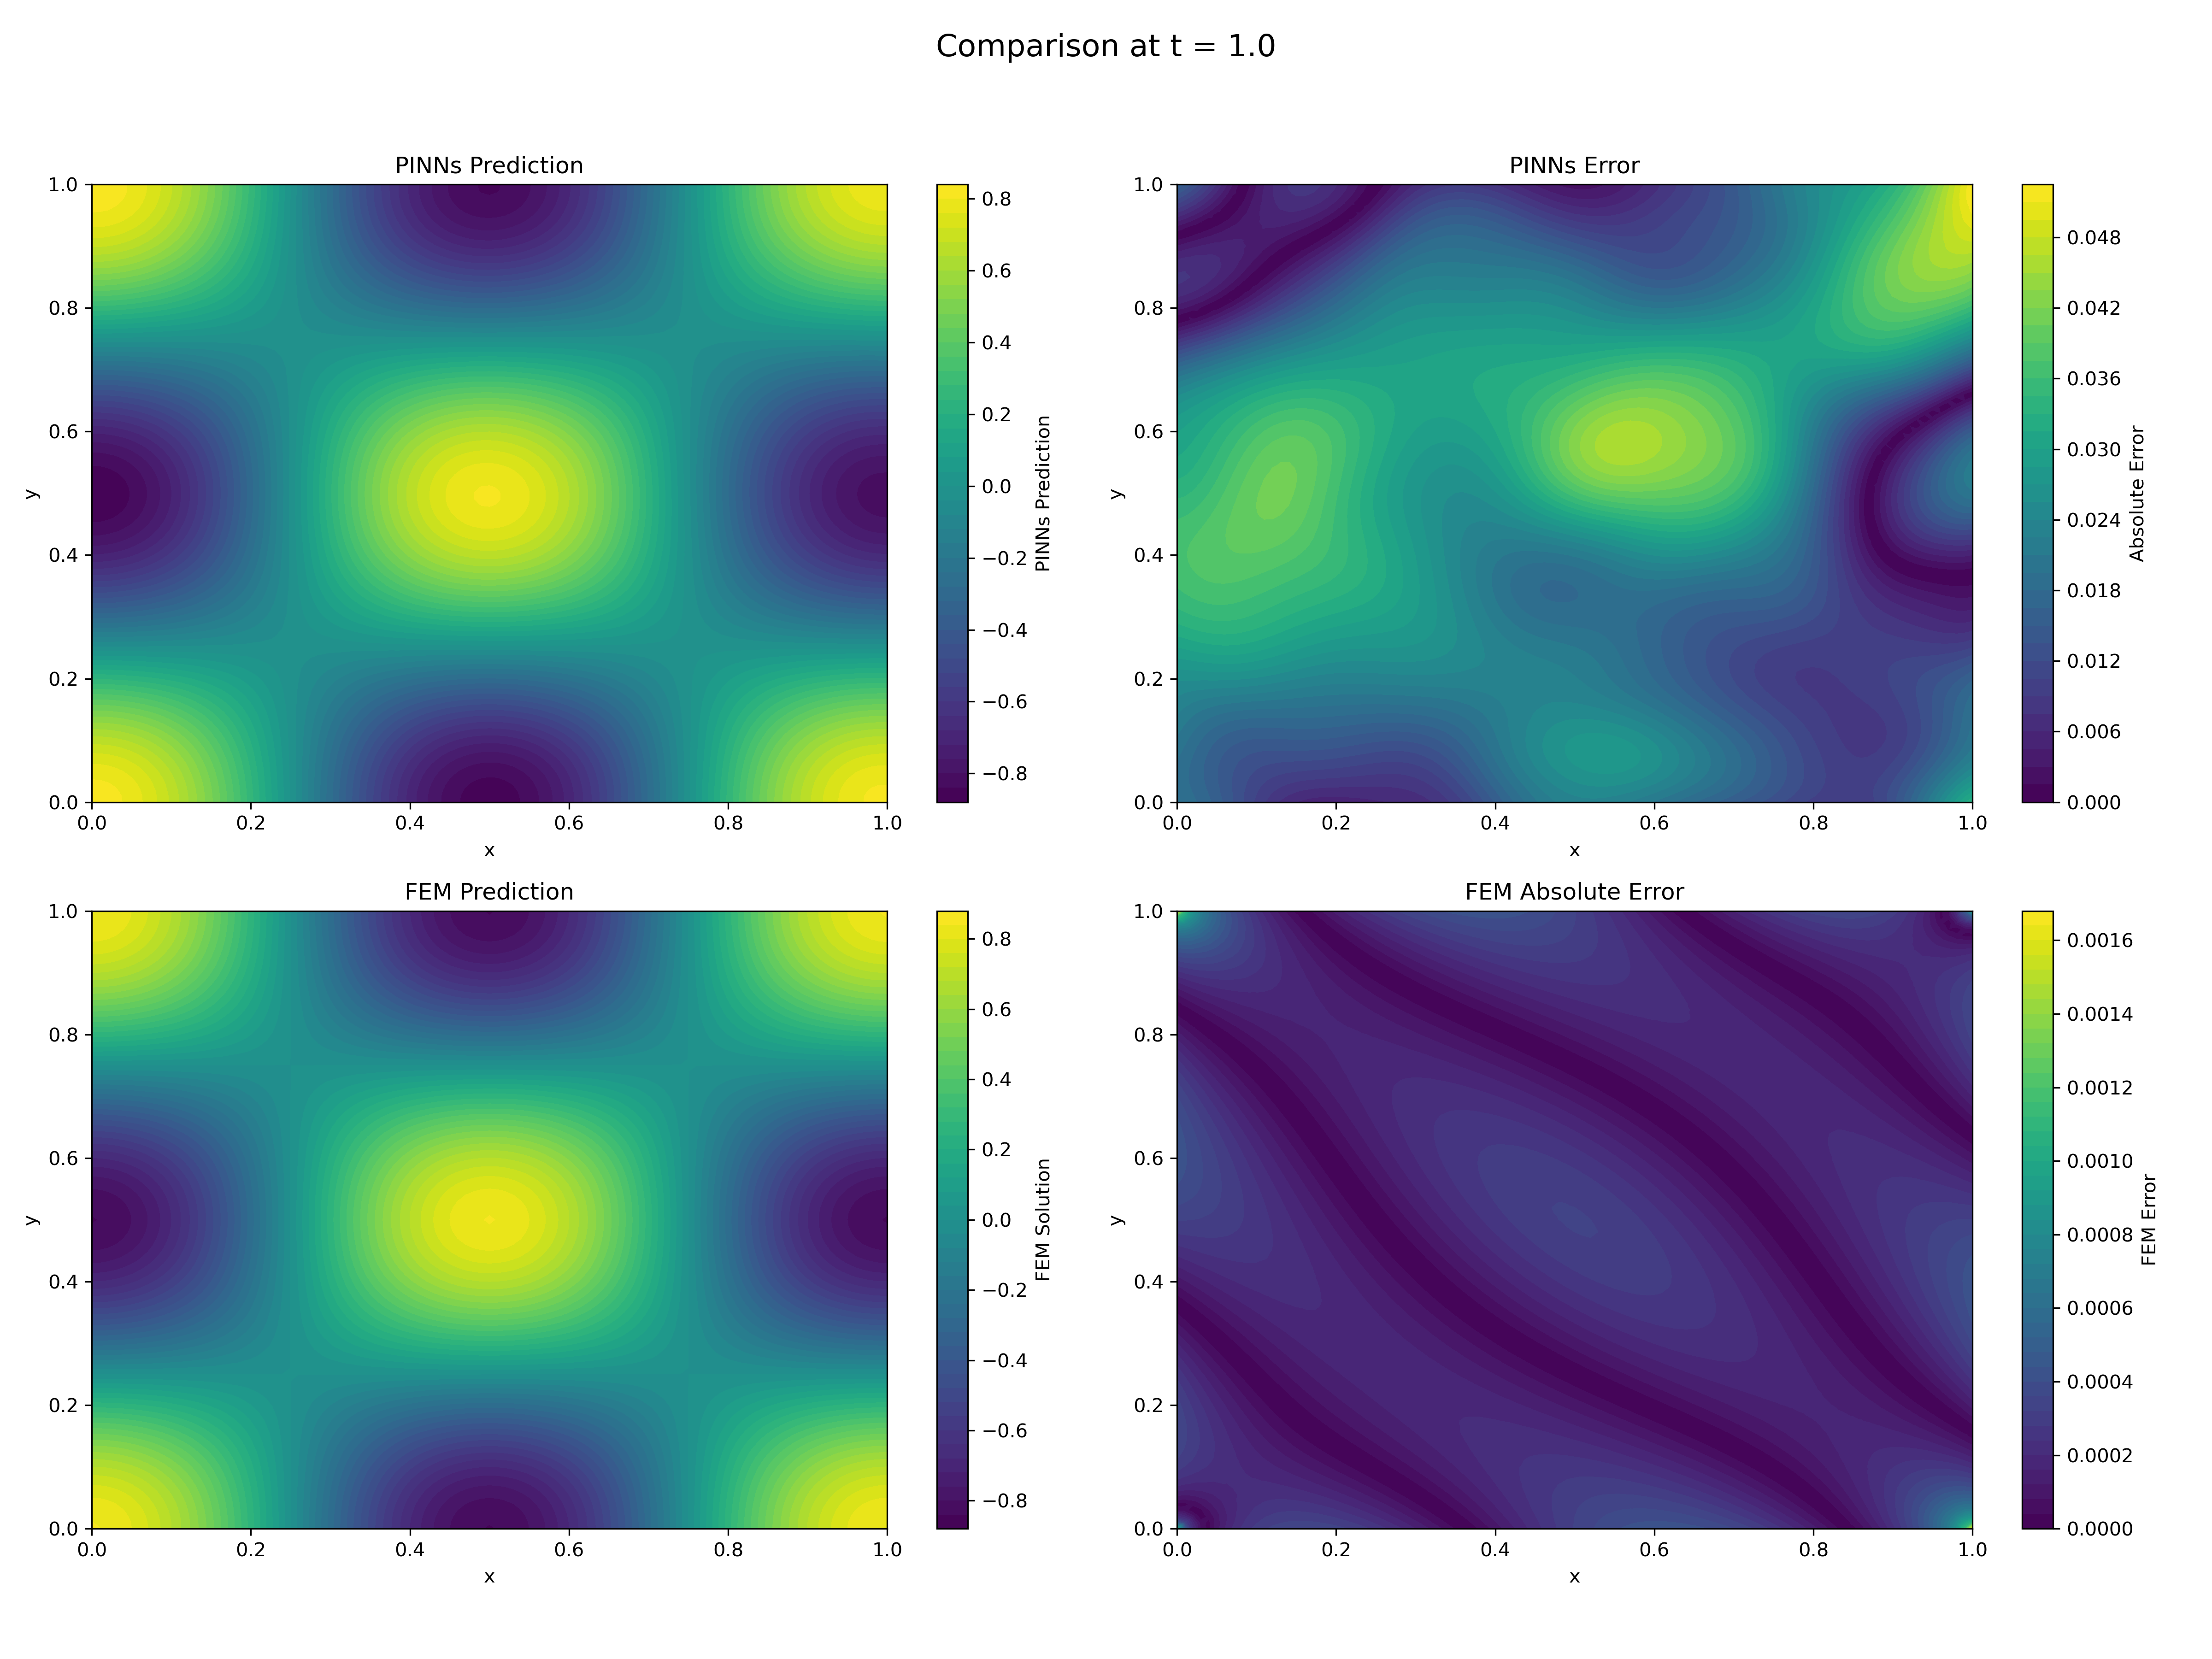 Comparison at t = 1.0
PINNs Prediction
1.0
0.8
0.6
0.4
0.2
0.0
y
0.0 0.2 0.4 0.6 0.8 1.0
x
0.8
0.6
0.4
0.2
0.0
−0.2
−0.4
−0.6
−0.8
PINNs Prediction
PINNs Error
1.0
0.8
0.6
0.4
0.2
0.0
y
0.0 0.2 0.4 0.6 0.8 1.0
x
0.048
0.042
0.036
0.030
0.024
0.018
0.012
0.006
0.000
Absolute Error
FEM Prediction
1.0
0.8
0.6
0.4
0.2
0.0
y
0.0 0.2 0.4 0.6 0.8 1.0
x
0.8
0.6
0.4
0.2
0.0
−0.2
−0.4
−0.6
−0.8
FEM Solution
FEM Absolute Error
1.0
0.8
0.6
0.4
0.2
0.0
y
0.0 0.2 0.4 0.6 0.8 1.0
x
0.0016
0.0014
0.0012
0.0010
0.0008
0.0006
0.0004
0.0002
0.0000
FEM Error